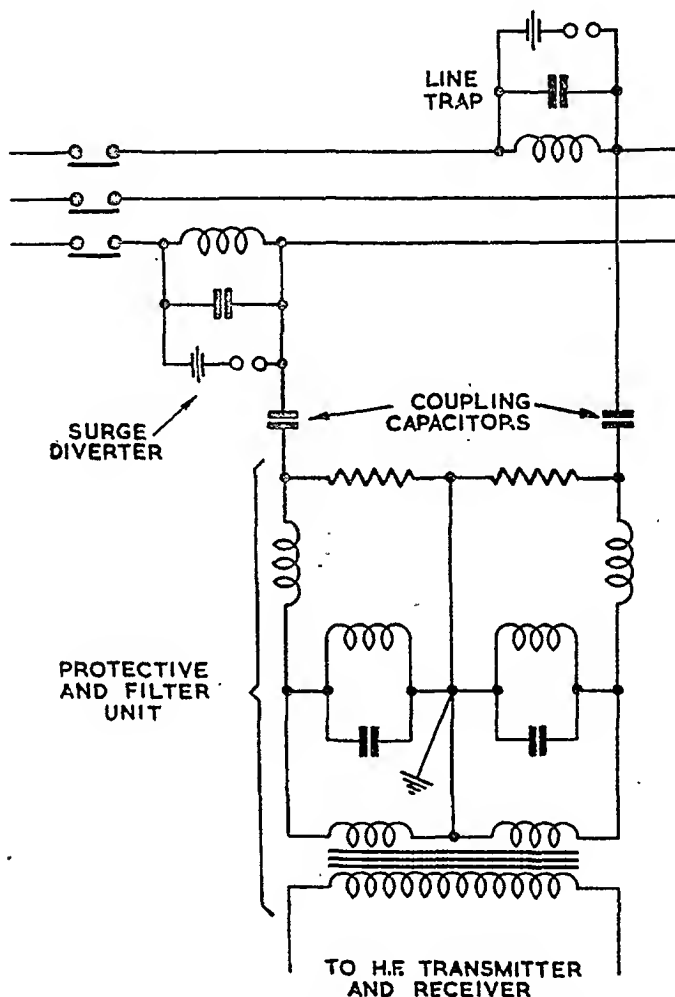 LINE
TRAP
SURGE
DIVERTER
COUPLING
CAPACITORS
PROTECTIVE
AND FILTER
UNIT
TO H.F. TRANSMITTER
AND RECEIVER